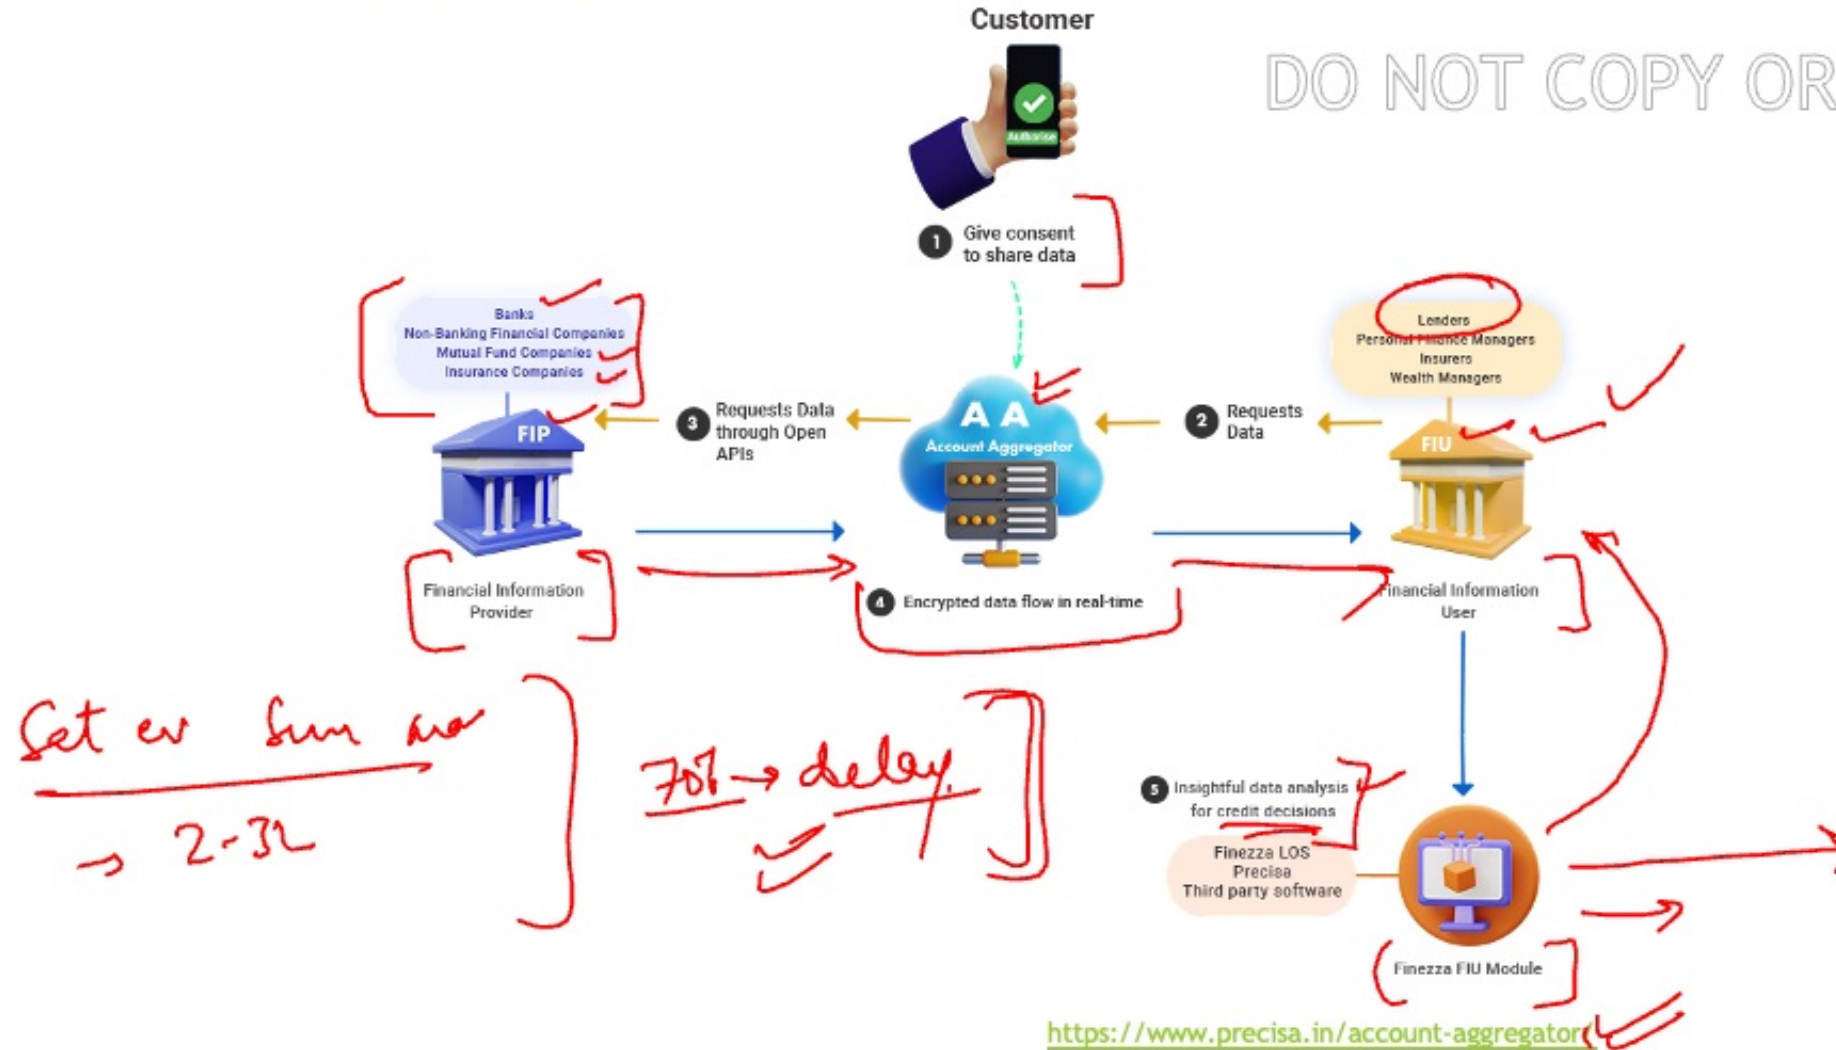 Customer
DO NOT COPY OR
Authorise
1 Give consent
to share data
Banks
Non-Banking Financial Companies
Mutual Fund Companies
Insurance Companies
Lenders
Personal Finance Managers
Insurers
Wealth Managers
FIP
3 Requests Data
through Open
APIs
AA
Account Aggregator
2 Requests
Data
FIU
Financial Information
Provider
4 Encrypted data flow in real-time
Financial Information
User
70% → delay
5 Insightful data analysis
for credit decisions
Finezza LOS
Precisa
Third party software
Finezza FIU Module
https://www.precisa.in/account-aggregator/